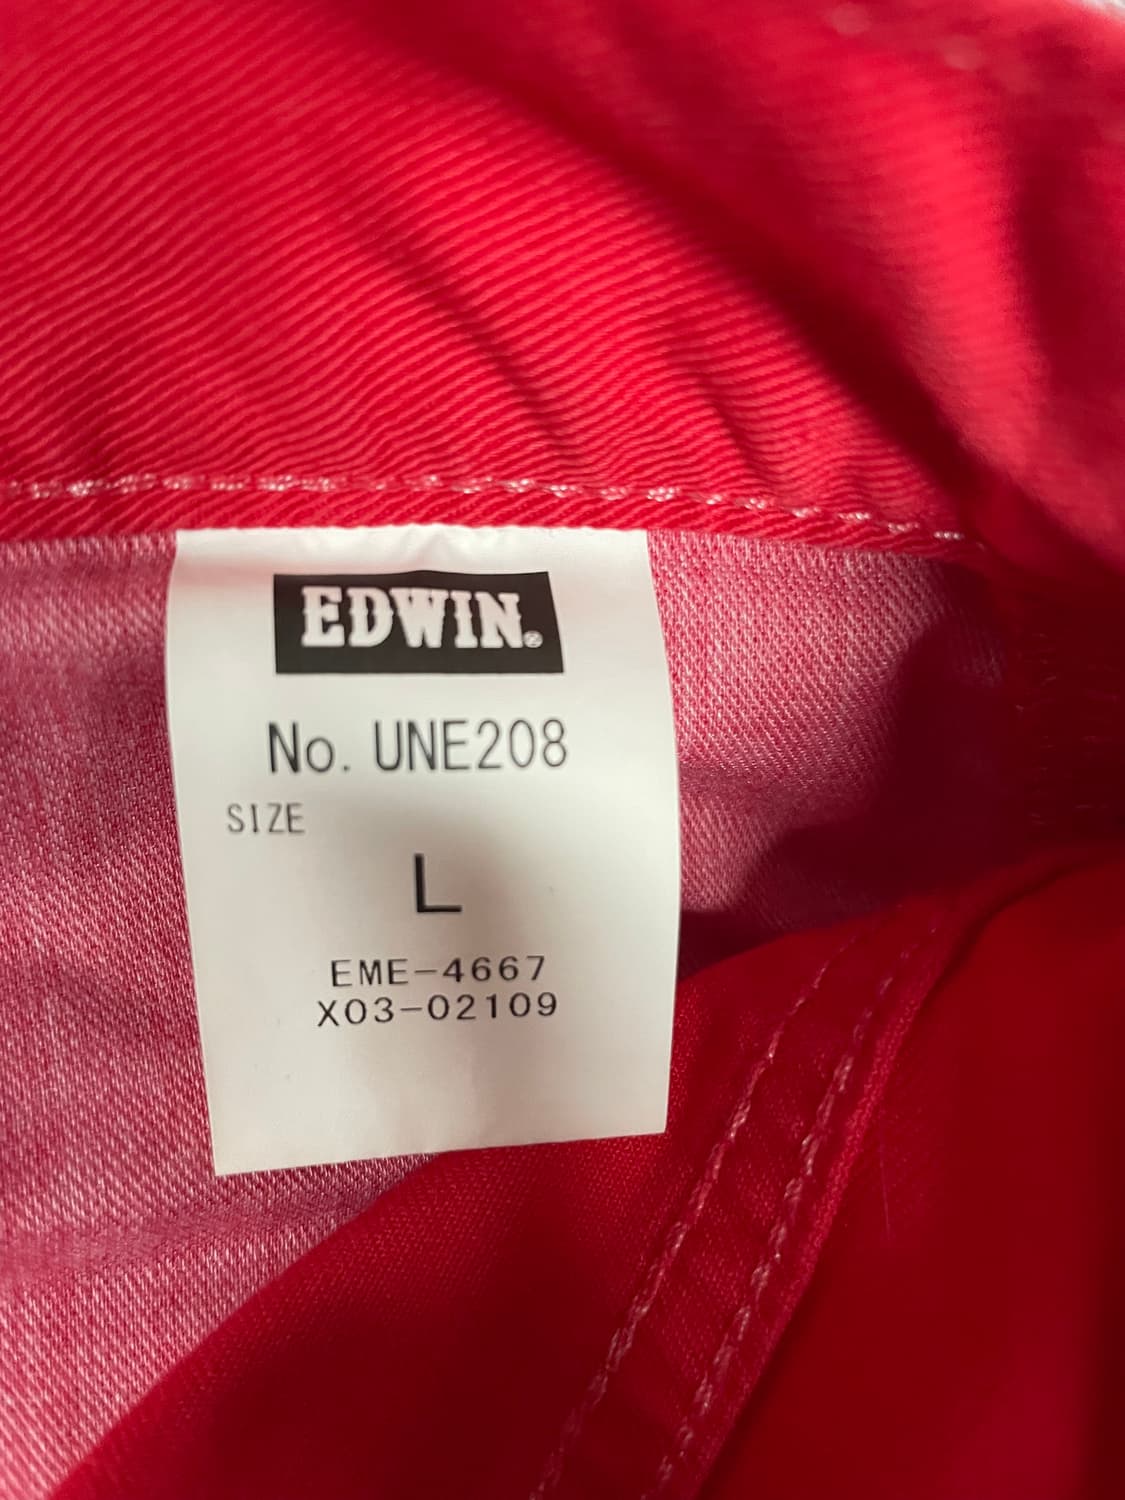 EDWIN®
No. UNE208
SIZE
L
EME-4667
X03-02109